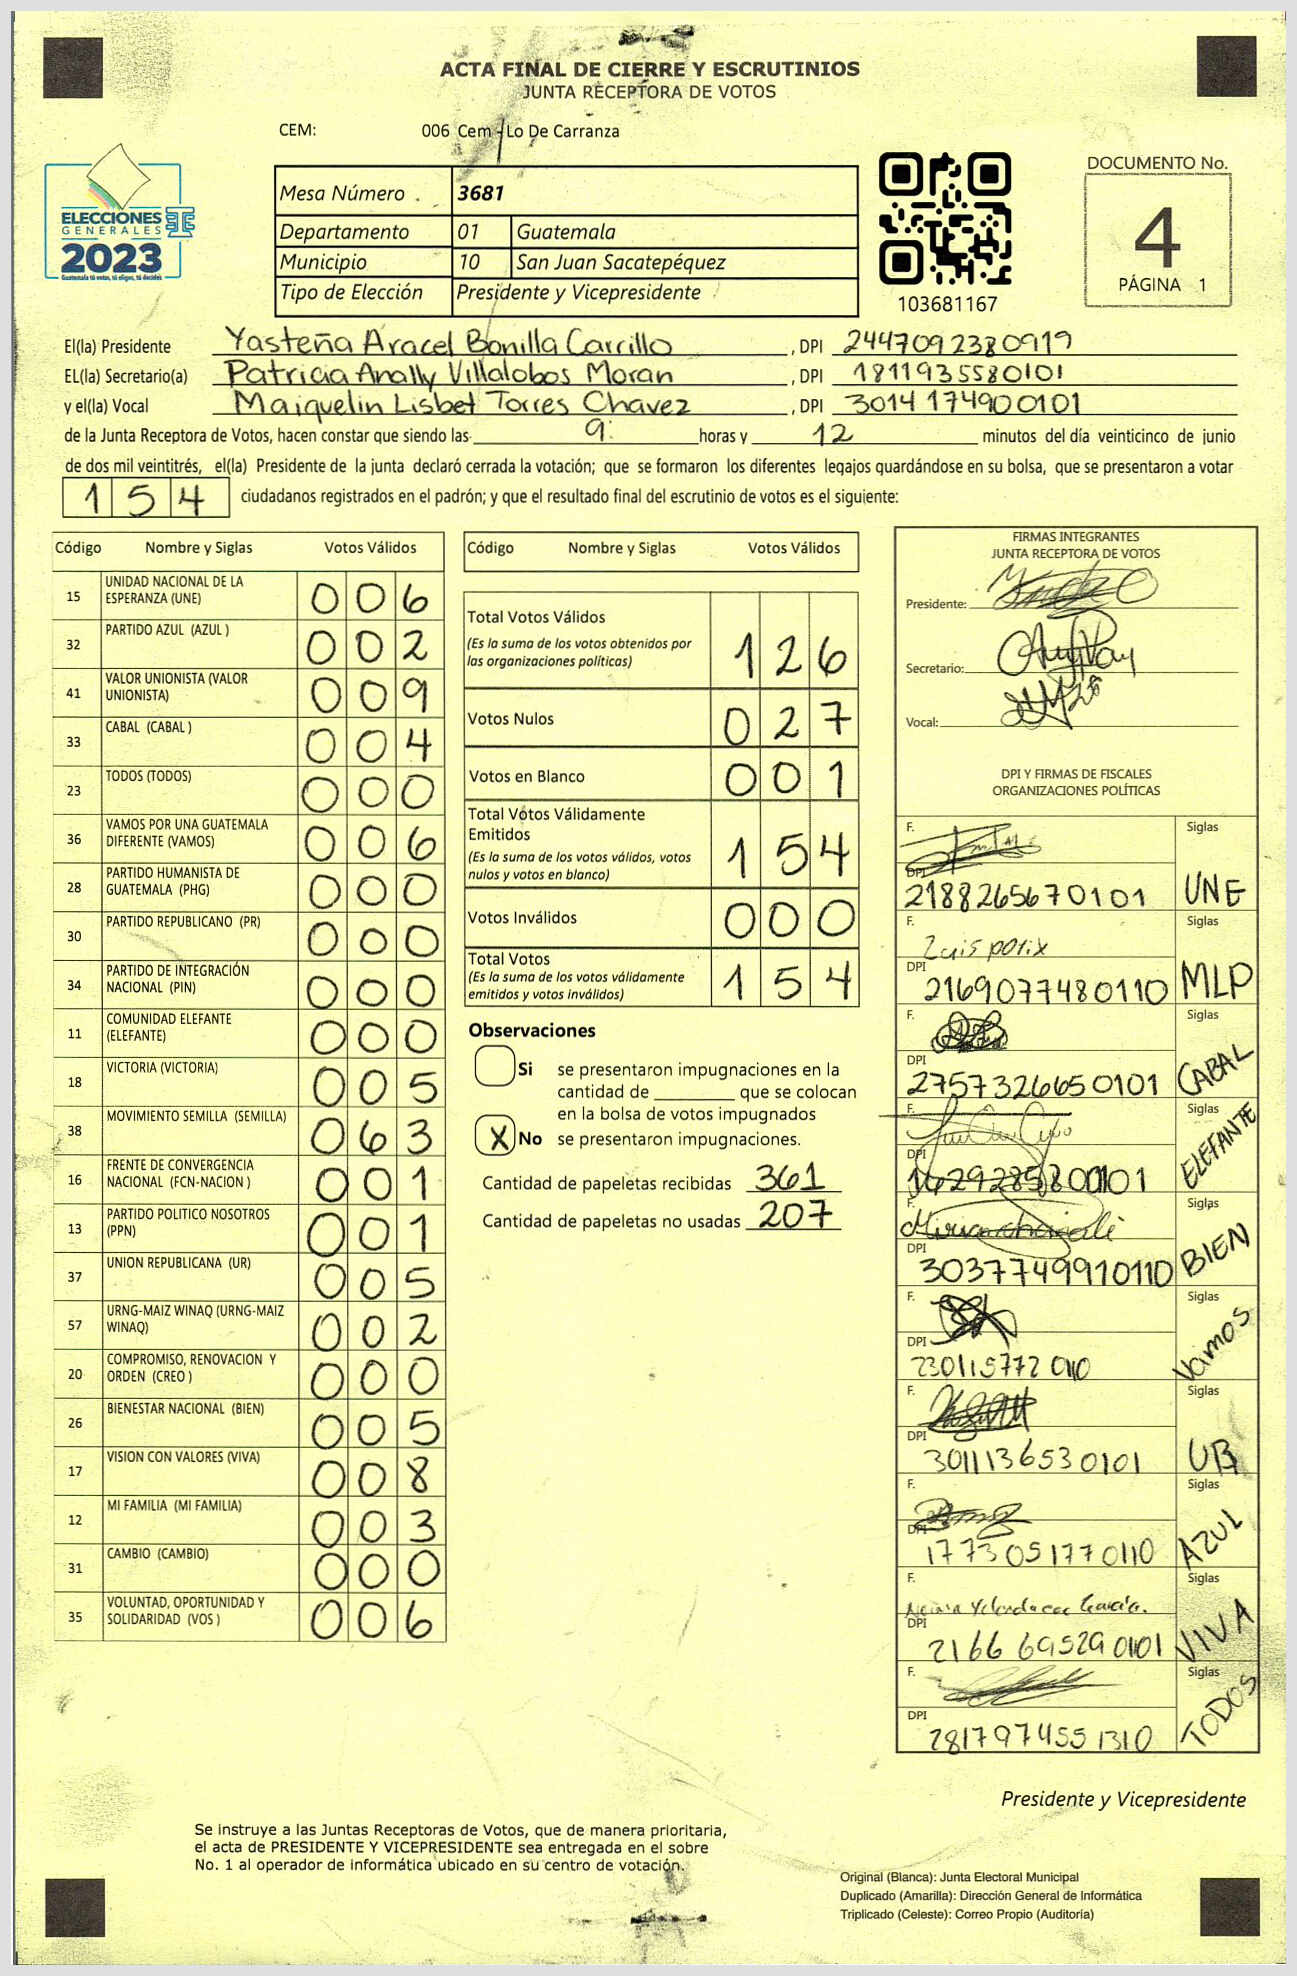 ACTA FINAL DE CIERRE Y ESCRUTINIOS
JUNTA RECEPTORA DE VOTOS
CEM: 006 Cem - Lo De Carranza
ELECCIONES
GENERALES
2023
Guatemala tú votas, tú eliges, tú decides
Mesa Número 3681
Departamento 01 Guatemala
Municipio 10 San Juan Sacatepéquez
Tipo de Elección Presidente y Vicepresidente
103681167
DOCUMENTO No.
4
PÁGINA 1
El(la) Presidente Yasteña Aracel Bonilla Carrillo , DPI 2447092380919
EL(la) Secretario(a) Patricia Anally Villalobos Moran , DPI 1811935580101
y el(la) Vocal Maiquelin Lisbet Torres Chavez , DPI 3014174900101
de la Junta Receptora de Votos, hacen constar que siendo las 9: horas y 12 minutos del día veinticinco de junio
de dos mil veintitrés, el(la) Presidente de la junta declaró cerrada la votación; que se formaron los diferentes legajos guardándose en su bolsa, que se presentaron a votar
154 ciudadanos registrados en el padrón; y que el resultado final del escrutinio de votos es el siguiente:
Código Nombre y Siglas Votos Válidos
15 UNIDAD NACIONAL DE LA ESPERANZA (UNE) 006
32 PARTIDO AZUL (AZUL ) 002
41 VALOR UNIONISTA (VALOR UNIONISTA) 009
33 CABAL (CABAL ) 004
23 TODOS (TODOS) 000
36 VAMOS POR UNA GUATEMALA DIFERENTE (VAMOS) 006
28 PARTIDO HUMANISTA DE GUATEMALA (PHG) 000
30 PARTIDO REPUBLICANO (PR) 000
34 PARTIDO DE INTEGRACIÓN NACIONAL (PIN) 000
11 COMUNIDAD ELEFANTE (ELEFANTE) 000
18 VICTORIA (VICTORIA) 005
38 MOVIMIENTO SEMILLA (SEMILLA) 063
16 FRENTE DE CONVERGENCIA NACIONAL (FCN-NACION ) 001
13 PARTIDO POLITICO NOSOTROS (PPN) 001
37 UNION REPUBLICANA (UR) 005
57 URNG-MAIZ WINAQ (URNG-MAIZ WINAQ) 002
20 COMPROMISO, RENOVACION Y ORDEN (CREO ) 000
26 BIENESTAR NACIONAL (BIEN) 005
17 VISION CON VALORES (VIVA) 008
12 MI FAMILIA (MI FAMILIA) 003
31 CAMBIO (CAMBIO) 000
35 VOLUNTAD, OPORTUNIDAD Y SOLIDARIDAD (VOS ) 006
Código Nombre y Siglas Votos Válidos
Total Votos Válidos 126
(Es la suma de los votos obtenidos por
las organizaciones políticas)
Votos Nulos 027
Votos en Blanco 001
Total Votos Válidamente
Emitidos 154
(Es la suma de los votos válidos, votos
nulos y votos en blanco)
Votos Inválidos 000
Total Votos 154
(Es la suma de los votos válidamente
emitidos y votos inválidos)
Observaciones
Si se presentaron impugnaciones en la
cantidad de ________ que se colocan
en la bolsa de votos impugnados
X No se presentaron impugnaciones.
Cantidad de papeletas recibidas 361
Cantidad de papeletas no usadas 207
FIRMAS INTEGRANTES
JUNTA RECEPTORA DE VOTOS
Presidente:
Secretario:
Vocal:
DPI Y FIRMAS DE FISCALES
ORGANIZACIONES POLÍTICAS
F. Siglas
DPI 2188265670101 UNE
F. Luis Siglas
DPI 2169077480110 MLP
F. Siglas
DPI 2757326650101 CABAL
F. Siglas
DPI ELEFANTE
F. Siglas
DPI 3037749910110 BIEN
F. Siglas
DPI Vamos
F. Siglas
DPI 3011136530101 UR
F. Siglas
DPI 1773051770110 AZUL
F. Siglas
DPI 2166695290101 VIVA
F. Siglas
DPI 2817974551310 TODOS
Presidente y Vicepresidente
Se instruye a las Juntas Receptoras de Votos, que de manera prioritaria,
el acta de PRESIDENTE Y VICEPRESIDENTE sea entregada en el sobre
No. 1 al operador de informática ubicado en su centro de votación.
Original (Blanca): Junta Electoral Municipal
Duplicado (Amarilla): Dirección General de Informática
Triplicado (Celeste): Correo Propio (Auditoría)